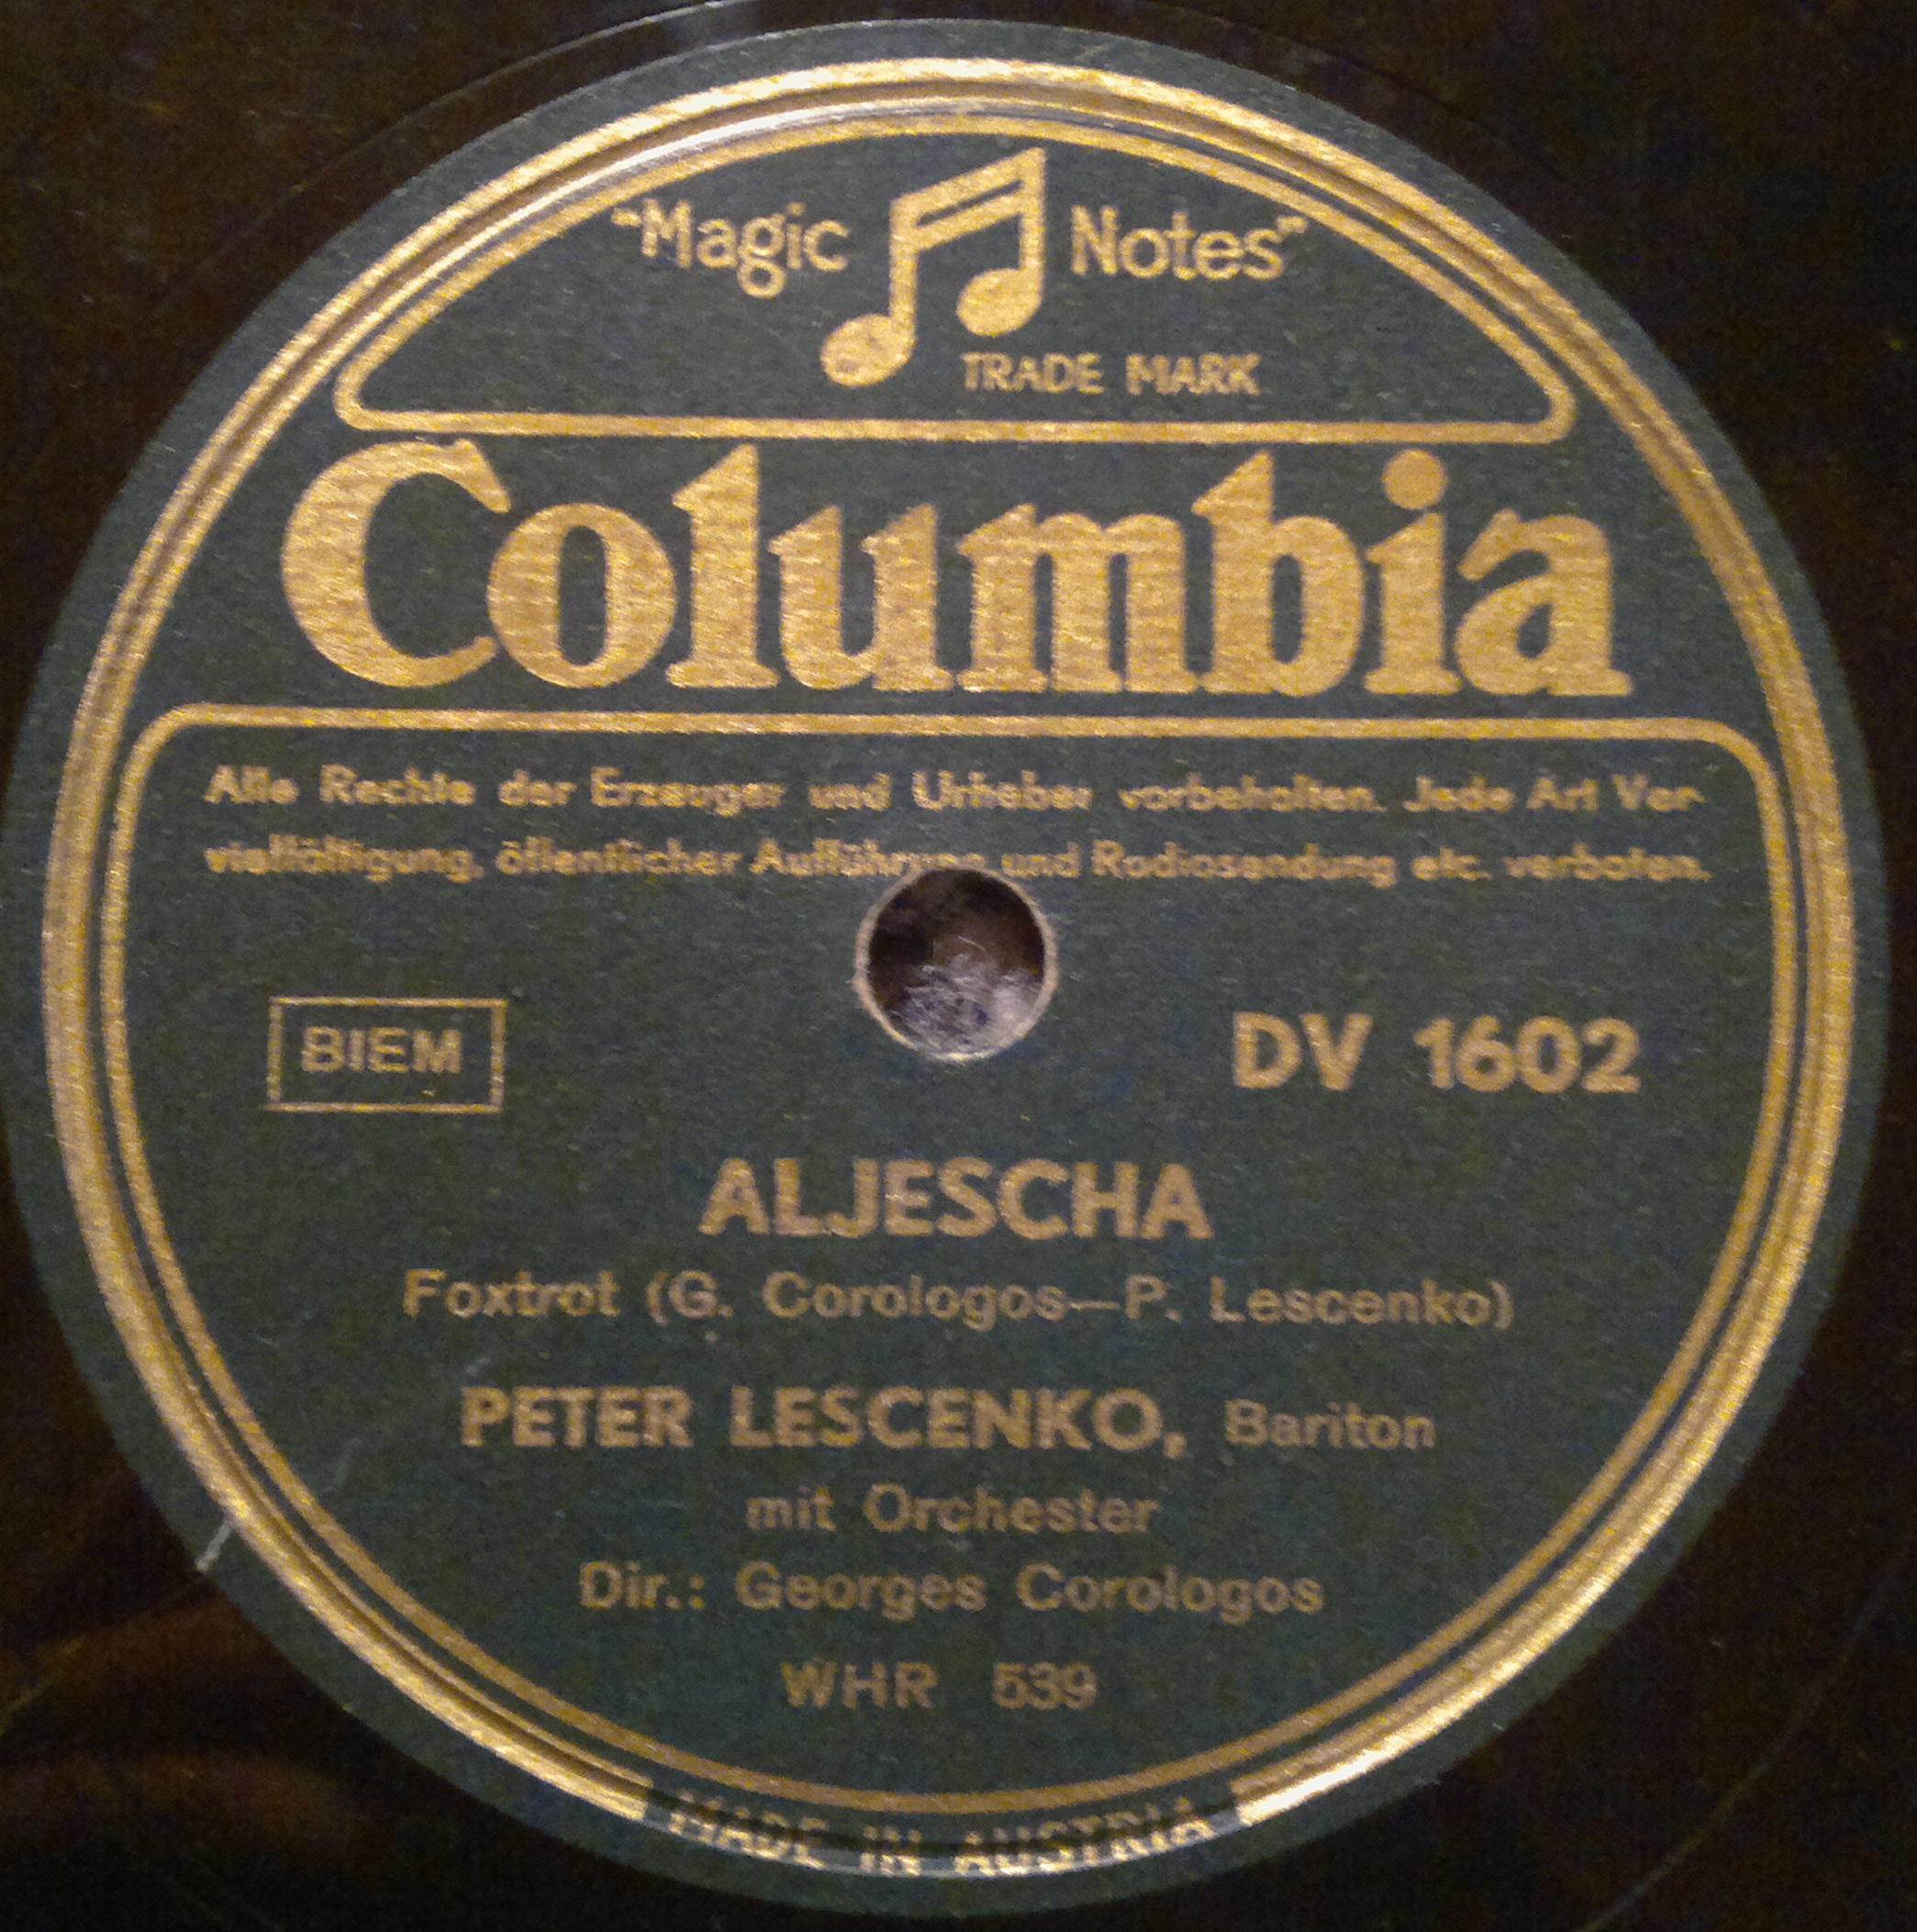 "Magic Notes"
TRADE MARK
Columbia
Alle Rechte der Erzeuger und Urheber vorbehalten. Jede Art Ver-
vielfältigung, öffentlicher Aufführungen und Radiosendung etc. verboten.
BIEM
DV 1602
ALJESCHA
Foxtrot (G. Corologos—P. Lescenko)
PETER LESCENKO, Bariton
mit Orchester
Dir.: Georges Corologos
WHR 539
MADE IN AUSTRIA